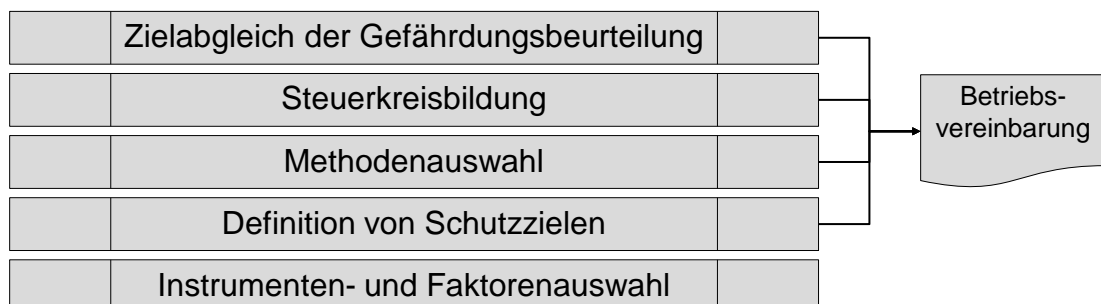 Zielabgleich der Gefährdungsbeurteilung
Steuerkreisbildung
Methodenauswahl
Definition von Schutzzielen
Instrumenten- und Faktorenauswahl
Betriebs-
vereinbarung